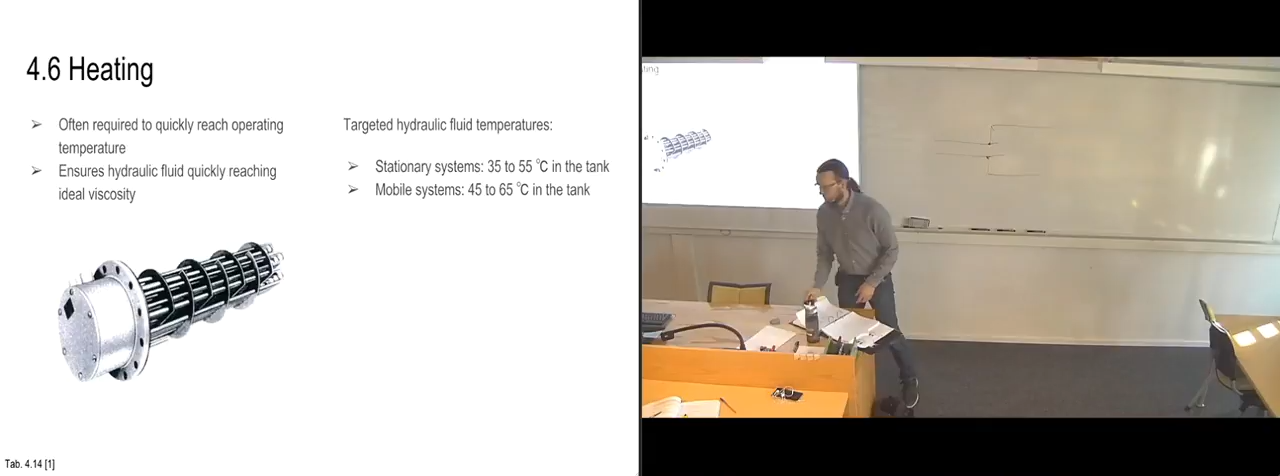 4.6 Heating
➢ Often required to quickly reach operating
temperature
➢ Ensures hydraulic fluid quickly reaching
ideal viscosity
Targeted hydraulic fluid temperatures:
➢ Stationary systems: 35 to 55 °C in the tank
➢ Mobile systems: 45 to 65 °C in the tank
Tab. 4.14 [1]
ating